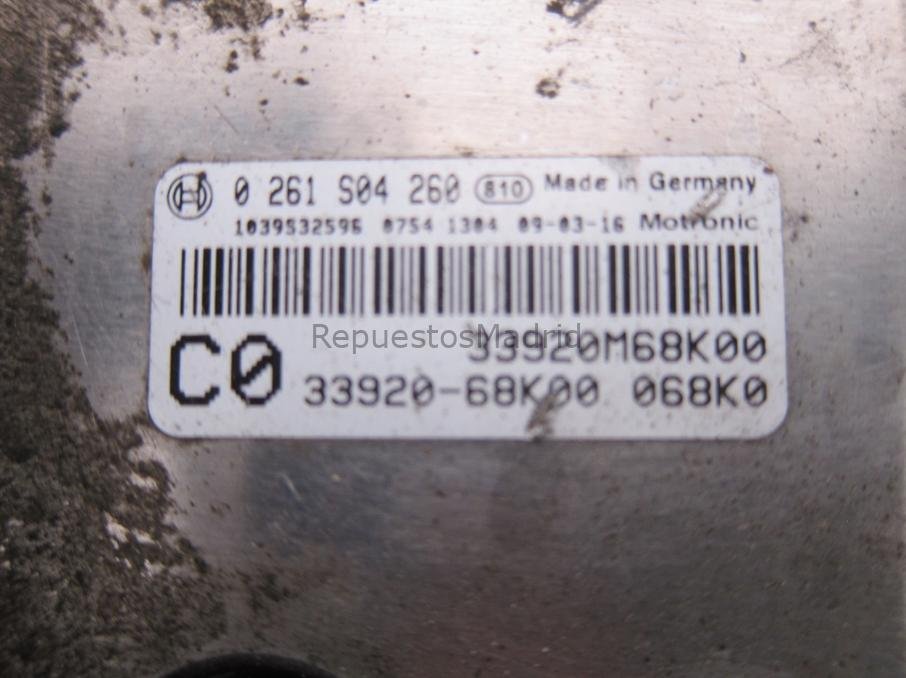 0 261 S04 260 810 Made in Germany
1039S32596 0754 1304 09-03-16 Motronic
RepuestosMadrid
33920M68K00
C0 33920-68K00 068K0